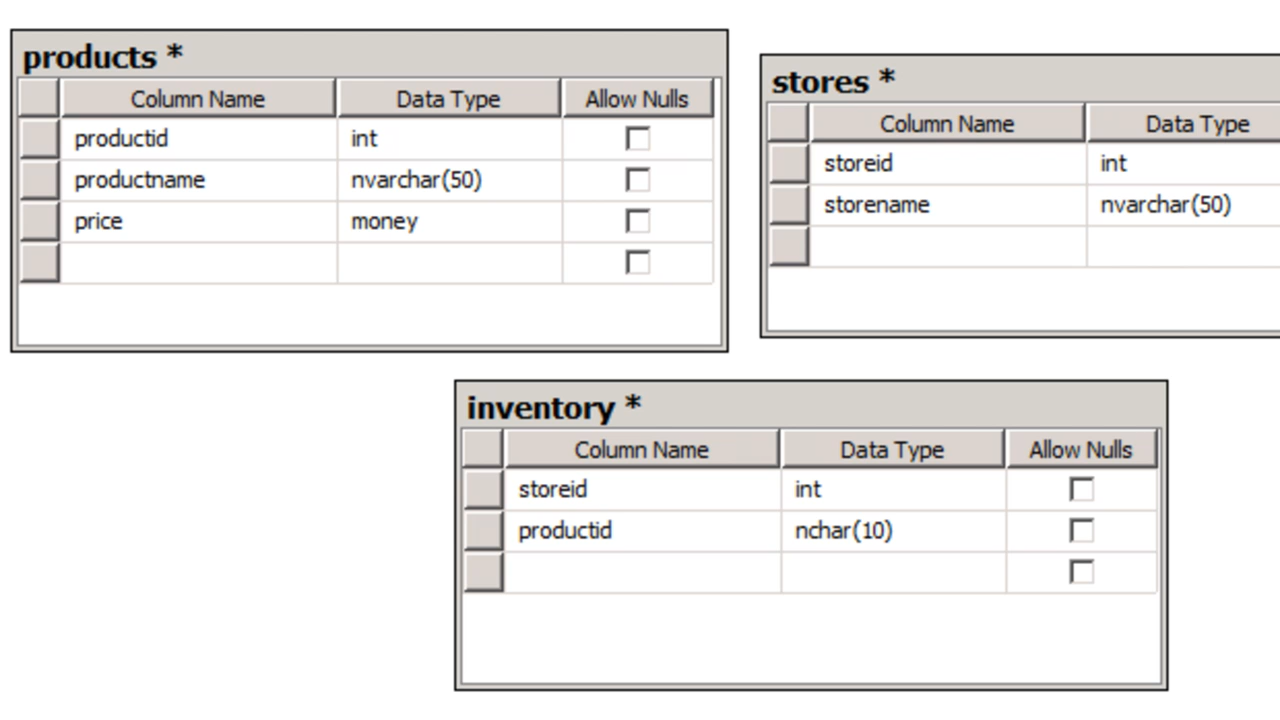 products *
Column Name Data Type Allow Nulls
productid int
productname nvarchar(50)
price money
stores *
Column Name Data Type
storeid int
storename nvarchar(50)
inventory *
Column Name Data Type Allow Nulls
storeid int
productid nchar(10)